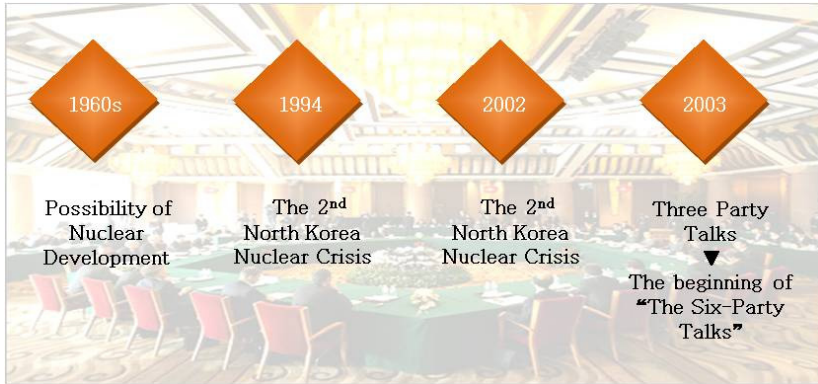 1960s
Possibility of
Nuclear
Development
1994
The 2nd
North Korea
Nuclear Crisis
2002
The 2nd
North Korea
Nuclear Crisis
2003
Three Party
Talks
▼
The beginning of
“The Six-Party
Talks”